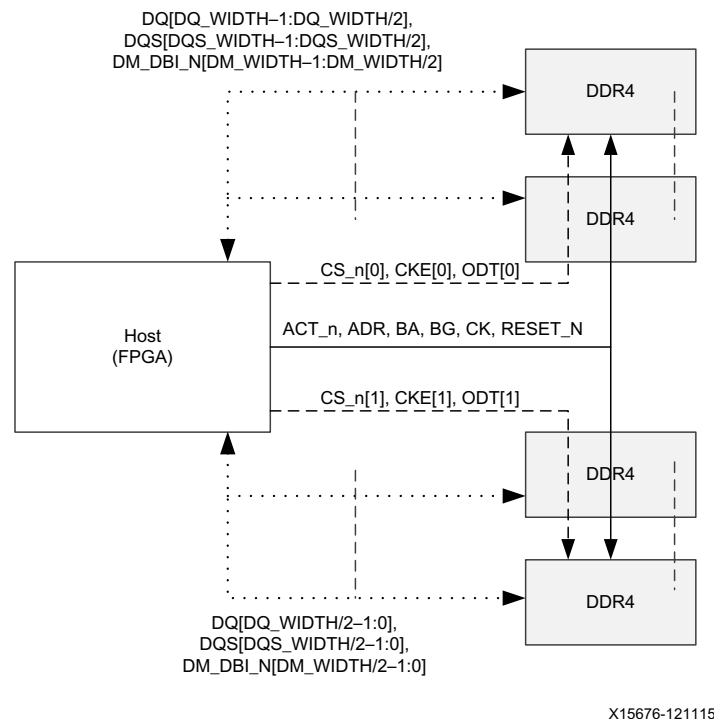 DQ[DQ_WIDTH–1:DQ_WIDTH/2],
DQS[DQS_WIDTH–1:DQS_WIDTH/2],
DM_DBI_N[DM_WIDTH–1:DM_WIDTH/2]
DDR4
DDR4
CS_n[0], CKE[0], ODT[0]
Host
(FPGA)
ACT_n, ADR, BA, BG, CK, RESET_N
CS_n[1], CKE[1], ODT[1]
DDR4
DDR4
DQ[DQ_WIDTH/2–1:0],
DQS[DQS_WIDTH/2–1:0],
DM_DBI_N[DM_WIDTH/2–1:0]
X15676-121115